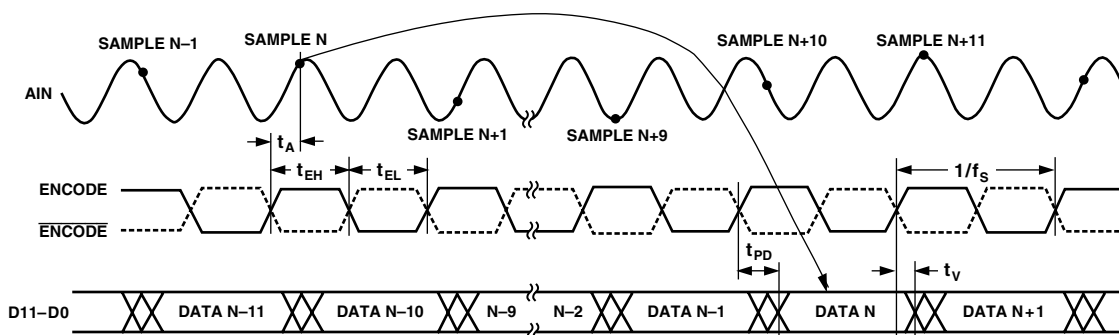 SAMPLE N–1
SAMPLE N
SAMPLE N+10
SAMPLE N+11
AIN
SAMPLE N+1
SAMPLE N+9
tA
tEH
tEL
1/fS
ENCODE
ENCODE
tPD
tV
D11–D0
DATA N–11
DATA N–10
N–9
N–2
DATA N–1
DATA N
DATA N+1